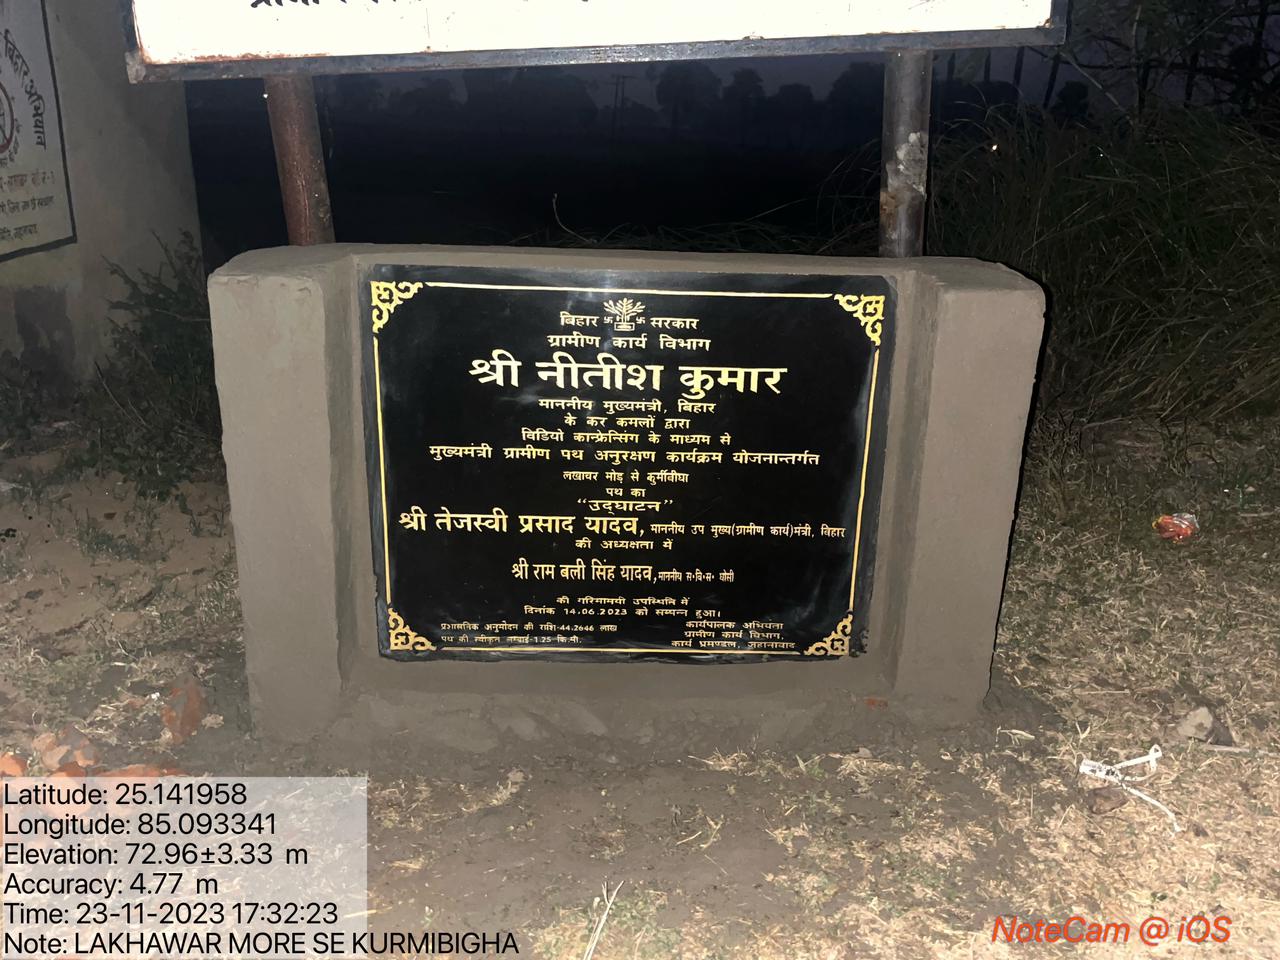 बिहार सरकार
ग्रामीण कार्य विभाग
श्री नीतीश कुमार
माननीय मुख्यमंत्री, बिहार
के कर कमलों द्वारा
विडियो कान्फ्रेन्सिंग के माध्यम से
मुख्यमंत्री ग्रामीण पथ अनुरक्षण कार्यक्रम योजनान्तर्गत
लखावर मोड़ से कुर्मीबीघा
पथ का
“उद्घाटन”
श्री तेजस्वी प्रसाद यादव, माननीय उप मुख्य(ग्रामीण कार्य)मंत्री, बिहार
की अध्यक्षता में
श्री राम बली सिंह यादव, माननीय स॰वि॰स॰ घोसी
की गरिमामयी उपस्थिति में
दिनांक 14.06.2023 को सम्पन्न हुआ।
प्रशासनिक अनुमोदन की राशि-44.2646 लाख
पथ की स्वीकृत लम्बाई-1.25 कि.मी.
कार्यपालक अभियंता
ग्रामीण कार्य विभाग,
कार्य प्रमण्डल, जहानाबाद
बिहार अभियान
Latitude: 25.141958
Longitude: 85.093341
Elevation: 72.96±3.33 m
Accuracy: 4.77 m
Time: 23-11-2023 17:32:23
Note: LAKHAWAR MORE SE KURMIBIGHA
NoteCam @ iOS